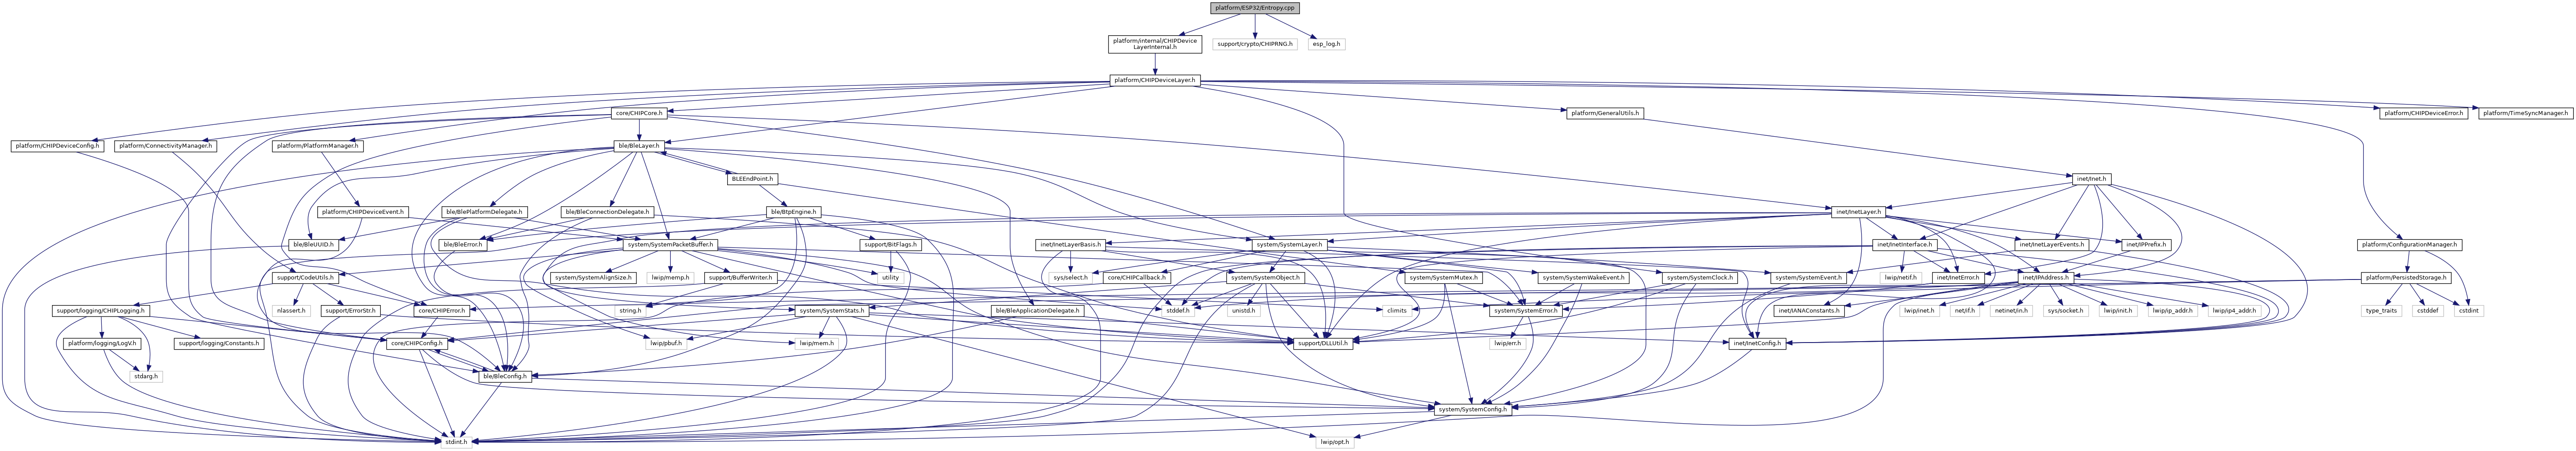 platform/ESP32/Entropy.cpp
platform/internal/CHIPDevice
LayerInternal.h
support/crypto/CHIPRNG.h
esp_log.h
platform/CHIPDeviceLayer.h
core/CHIPCore.h
platform/GeneralUtils.h
platform/CHIPDeviceError.h
platform/TimeSyncManager.h
platform/CHIPDeviceConfig.h
platform/ConnectivityManager.h
platform/PlatformManager.h
ble/BleLayer.h
BLEEndPoint.h
inet/Inet.h
platform/CHIPDeviceEvent.h
ble/BlePlatformDelegate.h
ble/BleConnectionDelegate.h
ble/BtpEngine.h
inet/InetLayer.h
ble/BleUUID.h
ble/BleError.h
system/SystemPacketBuffer.h
support/BitFlags.h
inet/InetLayerBasis.h
system/SystemLayer.h
inet/InetInterface.h
inet/InetLayerEvents.h
inet/IPPrefix.h
platform/ConfigurationManager.h
support/CodeUtils.h
system/SystemAlignSize.h
lwip/memp.h
support/BufferWriter.h
utility
sys/select.h
core/CHIPCallback.h
system/SystemObject.h
system/SystemMutex.h
system/SystemWakeEvent.h
system/SystemClock.h
system/SystemEvent.h
lwip/netif.h
inet/InetError.h
inet/IPAddress.h
platform/PersistedStorage.h
support/logging/CHIPLogging.h
nlassert.h
support/ErrorStr.h
core/CHIPError.h
string.h
system/SystemStats.h
ble/BleApplicationDelegate.h
stddef.h
unistd.h
climits
system/SystemError.h
inet/IANAConstants.h
lwip/inet.h
net/if.h
netinet/in.h
sys/socket.h
lwip/init.h
lwip/ip_addr.h
lwip/ip4_addr.h
type_traits
cstddef
cstdint
platform/logging/LogV.h
support/logging/Constants.h
core/CHIPConfig.h
lwip/pbuf.h
lwip/mem.h
support/DLLUtil.h
lwip/err.h
inet/InetConfig.h
stdarg.h
ble/BleConfig.h
system/SystemConfig.h
stdint.h
lwip/opt.h